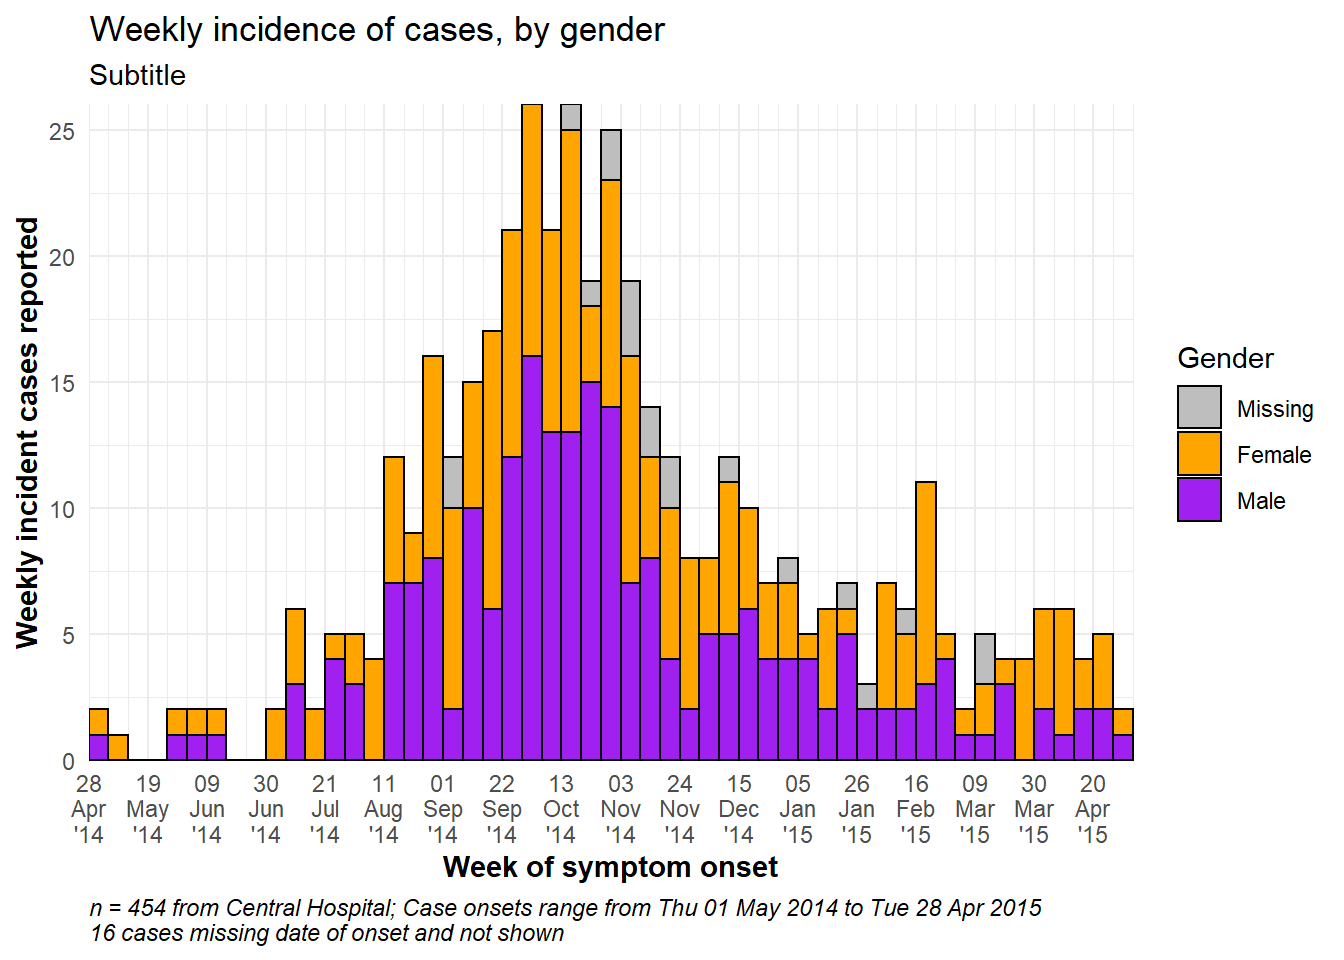 Weekly incidence of cases, by gender
Subtitle
Weekly incident cases reported
25
20
15
10
5
0
28 19 09 30 21 11 01 22 13 03 24 15 05 26 16 09 30 20
Apr May Jun Jun Jul Aug Sep Sep Oct Nov Nov Dec Jan Jan Feb Mar Mar Apr
'14 '14 '14 '14 '14 '14 '14 '14 '14 '14 '14 '14 '15 '15 '15 '15 '15 '15
Week of symptom onset
Gender
Missing
Female
Male
n = 454 from Central Hospital; Case onsets range from Thu 01 May 2014 to Tue 28 Apr 2015
16 cases missing date of onset and not shown